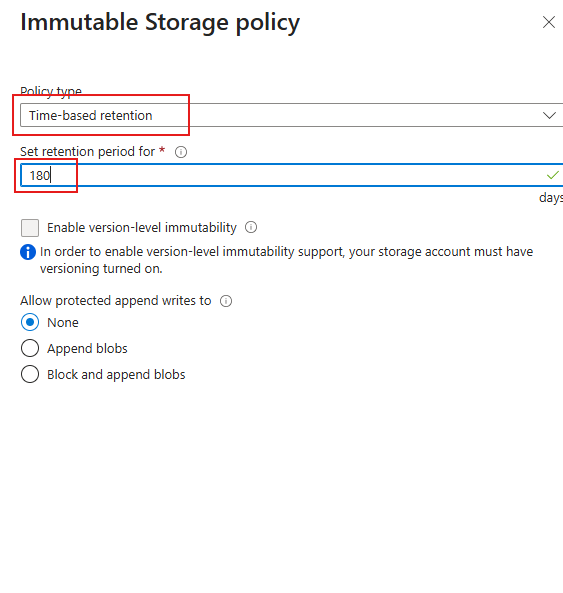 Immutable Storage policy
Policy type
Time-based retention
Set retention period for *
180
days
Enable version-level immutability
In order to enable version-level immutability support, your storage account must have
versioning turned on.
Allow protected append writes to
None
Append blobs
Block and append blobs